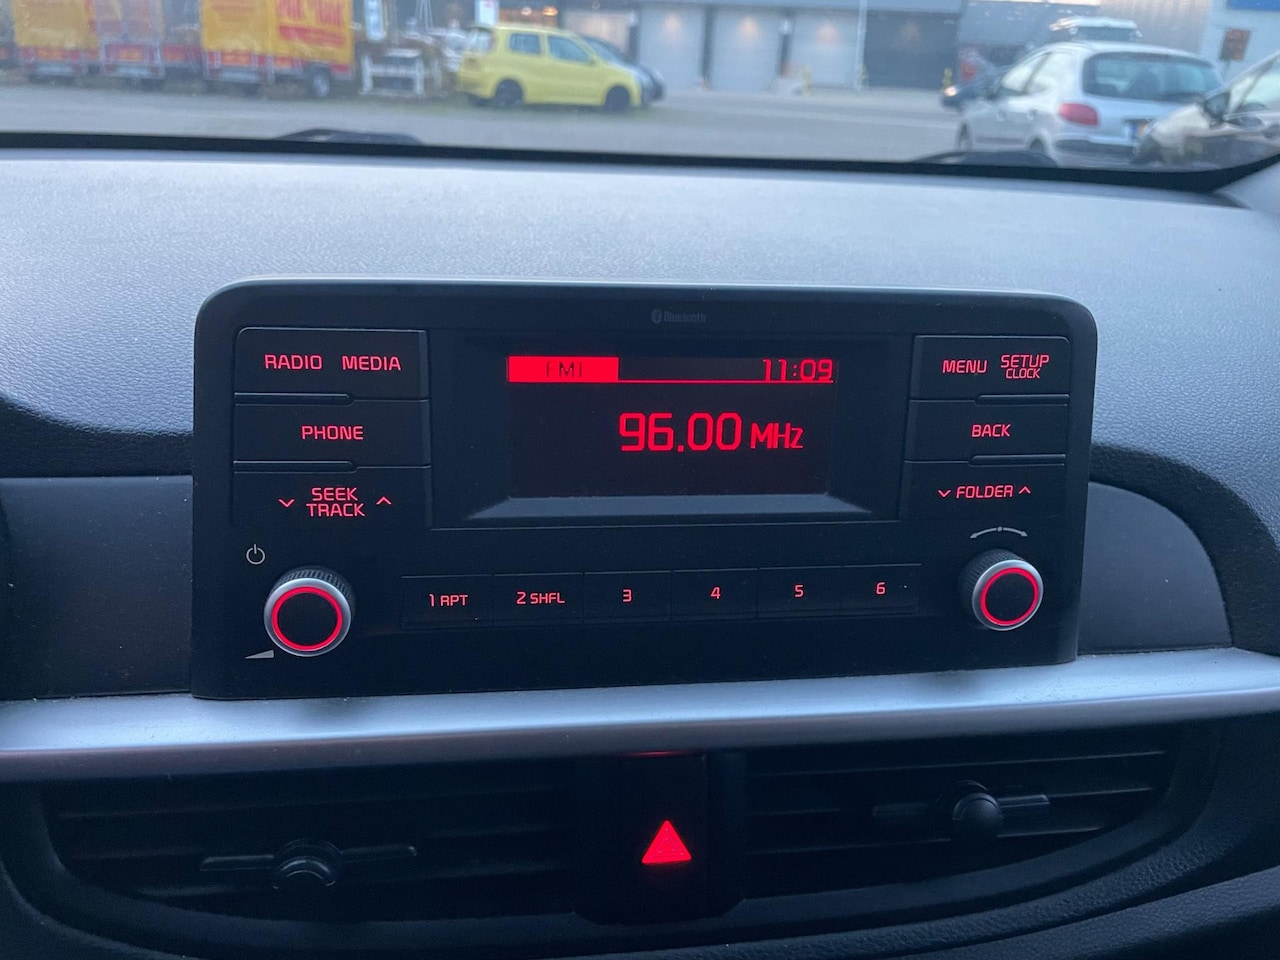 Bluetooth
RADIO MEDIA
FM1 11:09
MENU SETUP
CLOCK
96.00 MHz
PHONE
BACK
SEEK
TRACK
FOLDER
1 RPT 2 SHFL 3 4 5 6